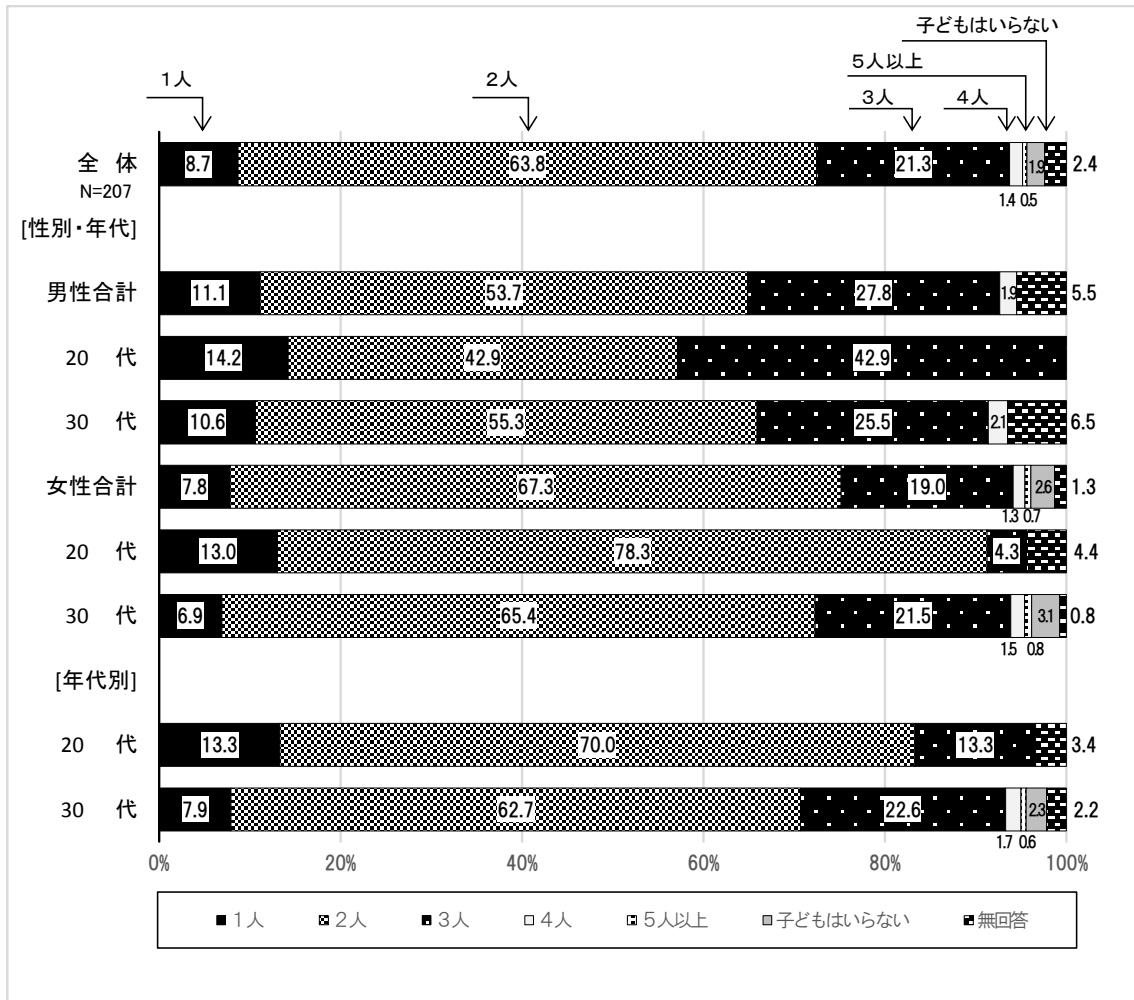 子どもはいらない
5人以上
1人
2人
3人
4人
全 体
N=207
8.7
63.8
21.3
1.4
0.5
1.9
2.4
[性別・年代]
男性合計
11.1
53.7
27.8
1.9
5.5
20 代
14.2
42.9
42.9
30 代
10.6
55.3
25.5
2.1
6.5
女性合計
7.8
67.3
19.0
1.3
0.7
2.6
1.3
20 代
13.0
78.3
4.3
4.4
30 代
6.9
65.4
21.5
1.5
0.8
3.1
0.8
[年代別]
20 代
13.3
70.0
13.3
3.4
30 代
7.9
62.7
22.6
1.7
0.6
2.3
2.2
0%
20%
40%
60%
80%
100%
1人 2人 3人 4人 5人以上 子どもはいらない 無回答